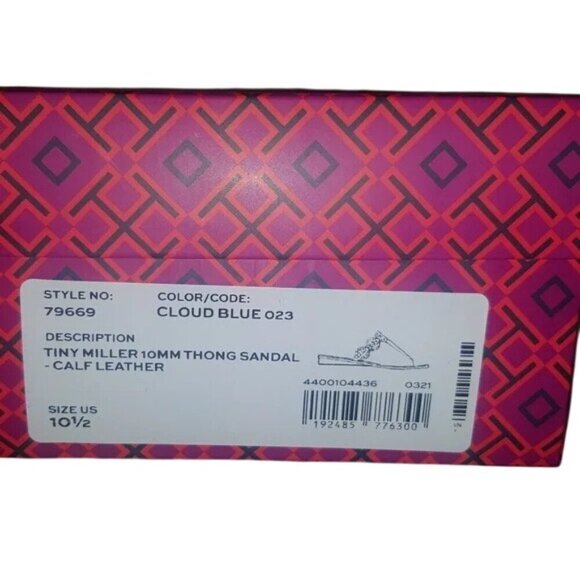 STYLE NO:
79669
COLOR/CODE:
CLOUD BLUE 023
DESCRIPTION
TINY MILLER 10MM THONG SANDAL
- CALF LEATHER
SIZE US
10½
4400104436 0321
192485 776300